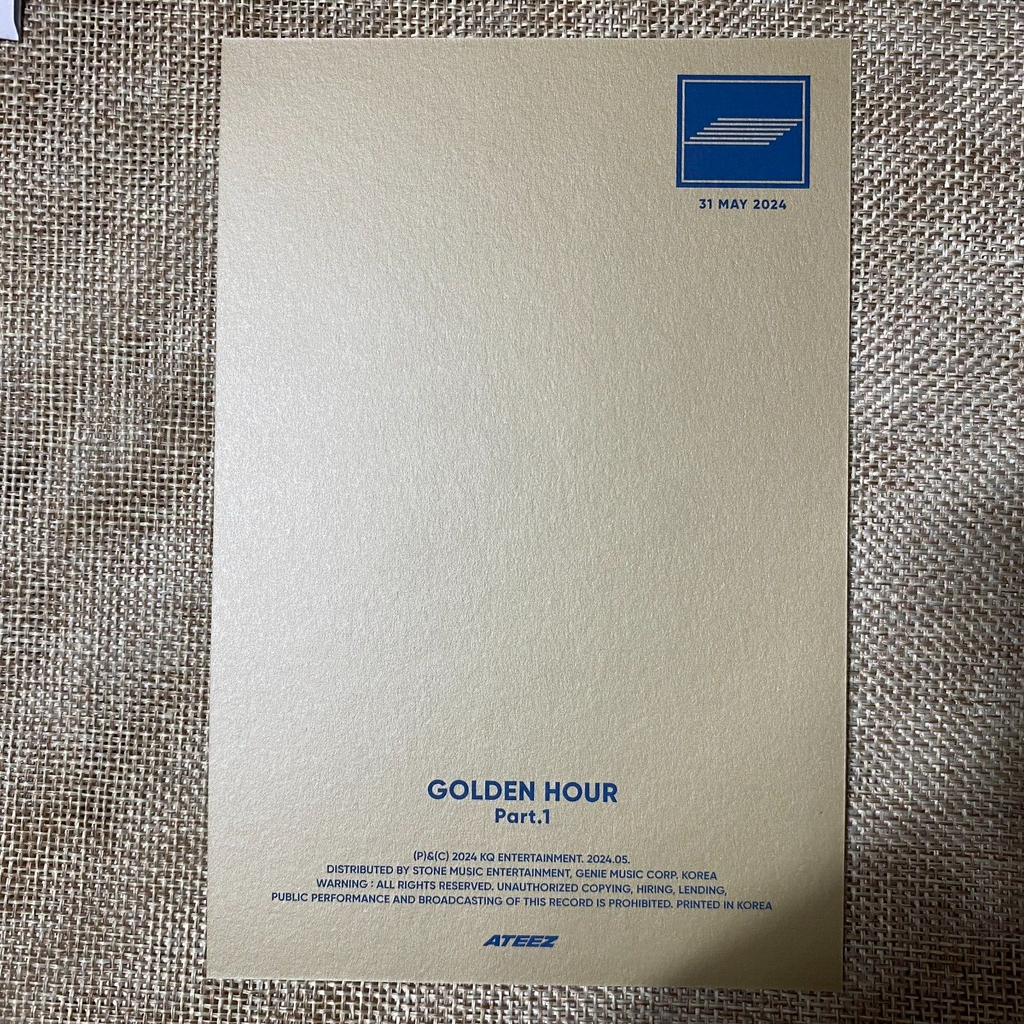 31 MAY 2024
GOLDEN HOUR
Part.1
(P)&(C) 2024 KQ ENTERTAINMENT. 2024.05.
DISTRIBUTED BY STONE MUSIC ENTERTAINMENT, GENIE MUSIC CORP. KOREA
WARNING : ALL RIGHTS RESERVED. UNAUTHORIZED COPYING, HIRING, LENDING,
PUBLIC PERFORMANCE AND BROADCASTING OF THIS RECORD IS PROHIBITED. PRINTED IN KOREA
ATEEZ